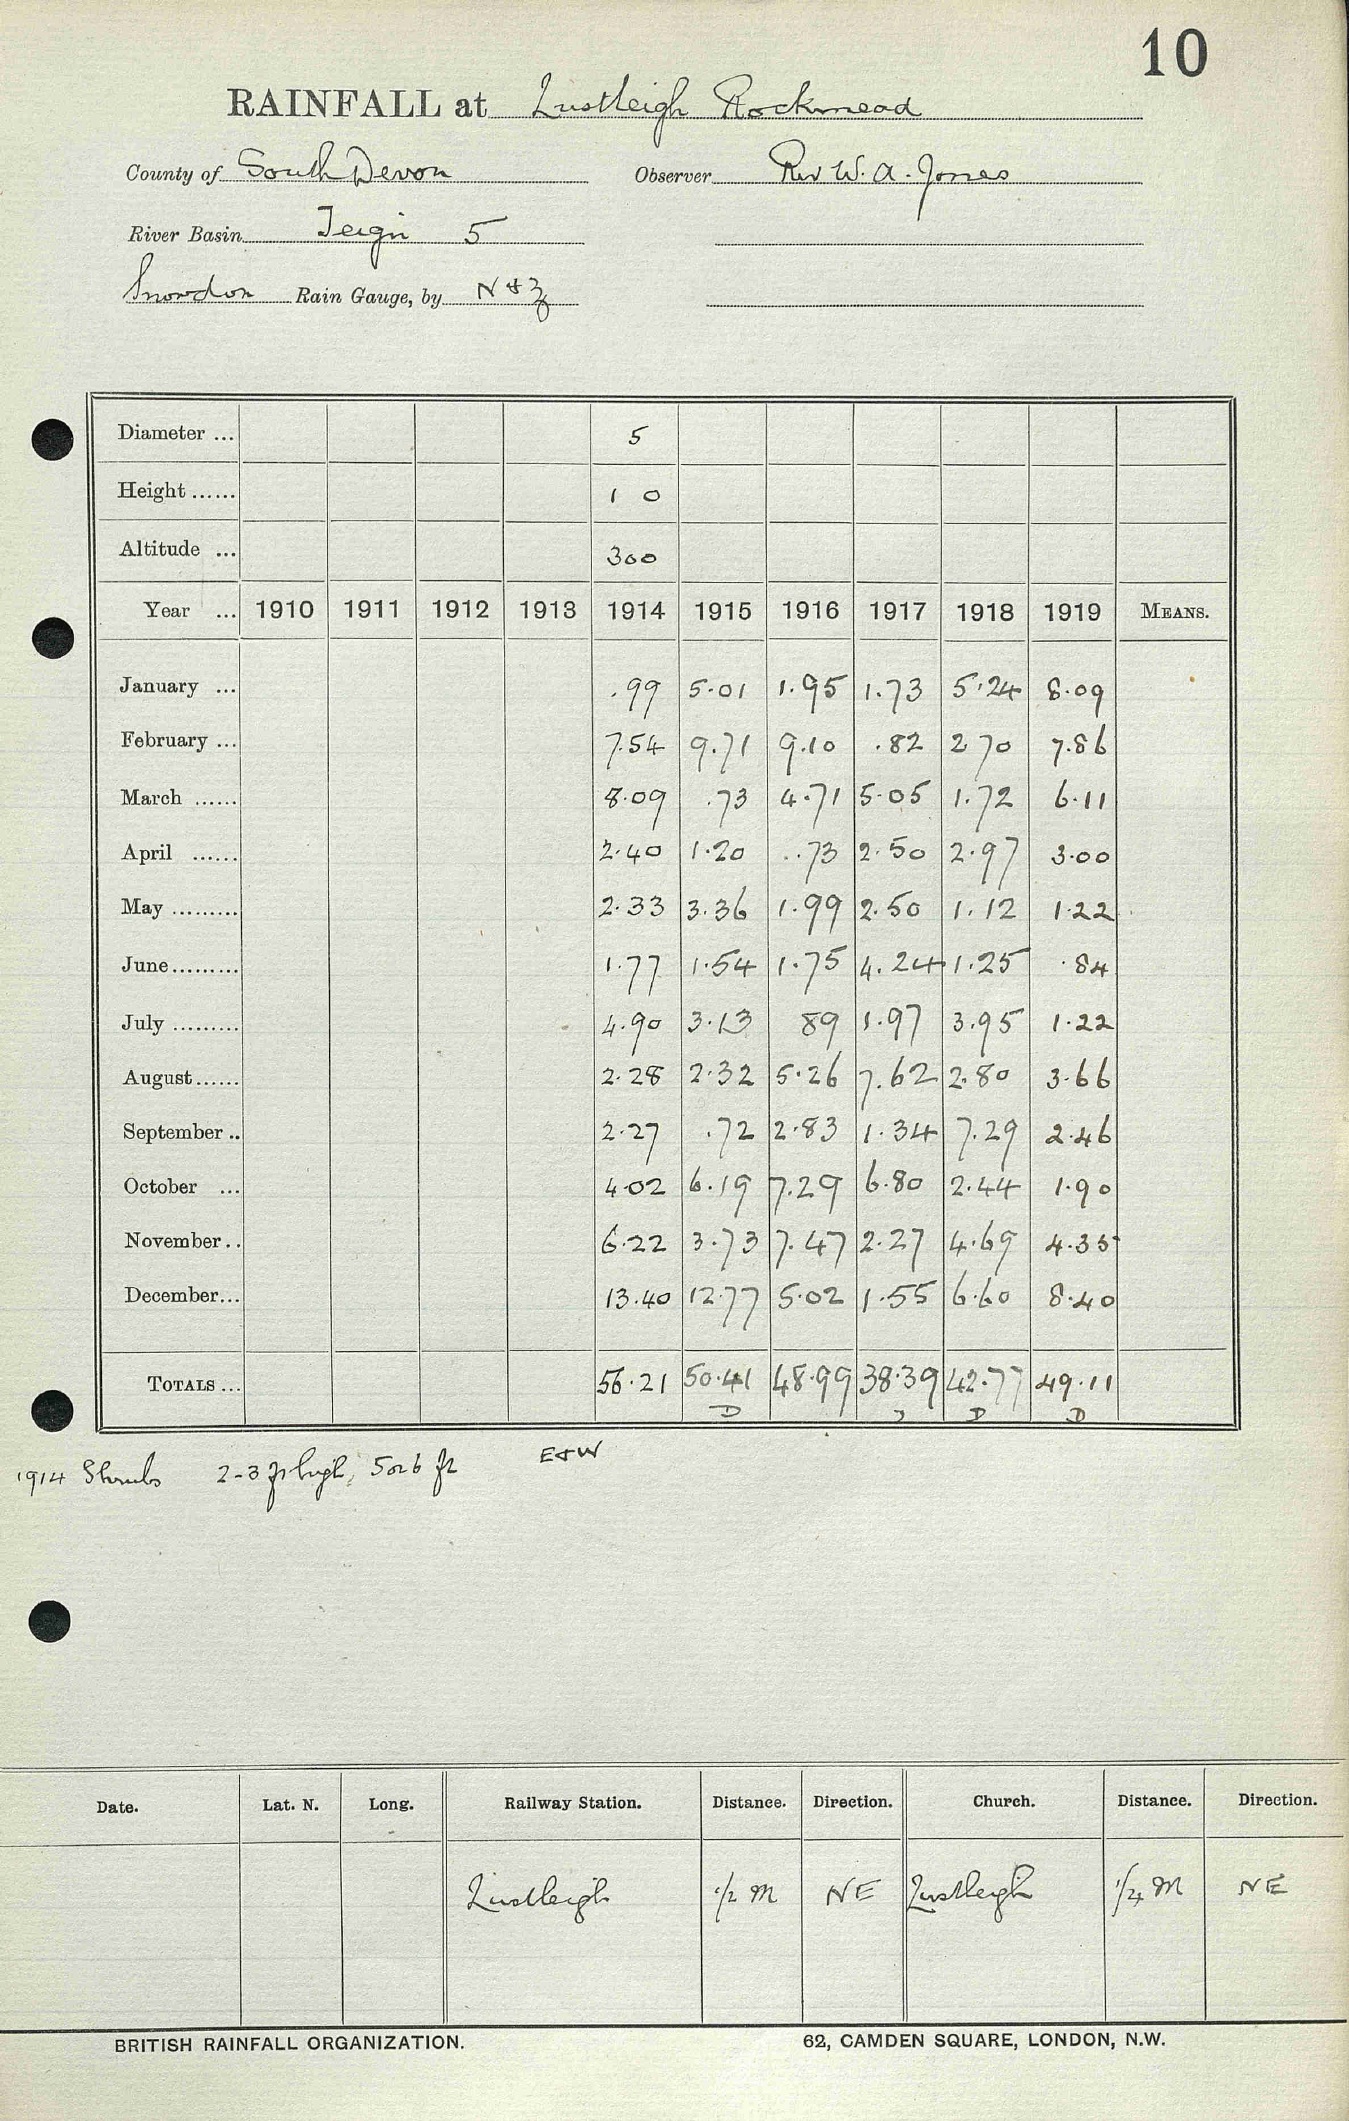 10
RAINFALL at Lustleigh Rockmead
County of South Devon Observer Rev W. A. Jones
River Basin Teign 5
Snowdon Rain Gauge, by N & Z
Diameter ... 5
Height ...... 1 0
Altitude ... 300
Year ... 1910 1911 1912 1913 1914 1915 1916 1917 1918 1919 MEANS.
January ... .99 5.01 1.95 1.73 5.24 8.09
February ... 7.54 9.71 9.10 .82 2 70 7.86
March ...... 8.09 .73 4.71 5.05 1.72 6.11
April ...... 2.40 1.20 .73 2.50 2.97 3.00
May ......... 2.33 3.36 1.99 2.50 1.12 1.22
June......... 1.77 1.54 1.75 4.24 1.25 .84
July ......... 4.90 3.13 89 1.97 3.95 1.22
August...... 2.28 2.32 5.26 7.62 2.80 3.66
September .. 2.27 .72 2.83 1.34 7.29 2.46
October ... 4.02 6.19 7.29 6.80 2.44 1.90
November.. 6.22 3.73 7.47 2.27 4.69 4.35
December... 13.40 12.77 5.02 1.55 6.60 8.40
TOTALS ... 56.21 50.41 48.99 38.39 42.77 49.11
D D D
1914 Shrubs 2-3 ft high, 5 or 6 ft E & W
Date. Lat. N. Long. Railway Station. Distance. Direction. Church. Distance. Direction.
Lustleigh 1/2 M NE Lustleigh 1/4 M NE
BRITISH RAINFALL ORGANIZATION. 62, CAMDEN SQUARE, LONDON, N.W.